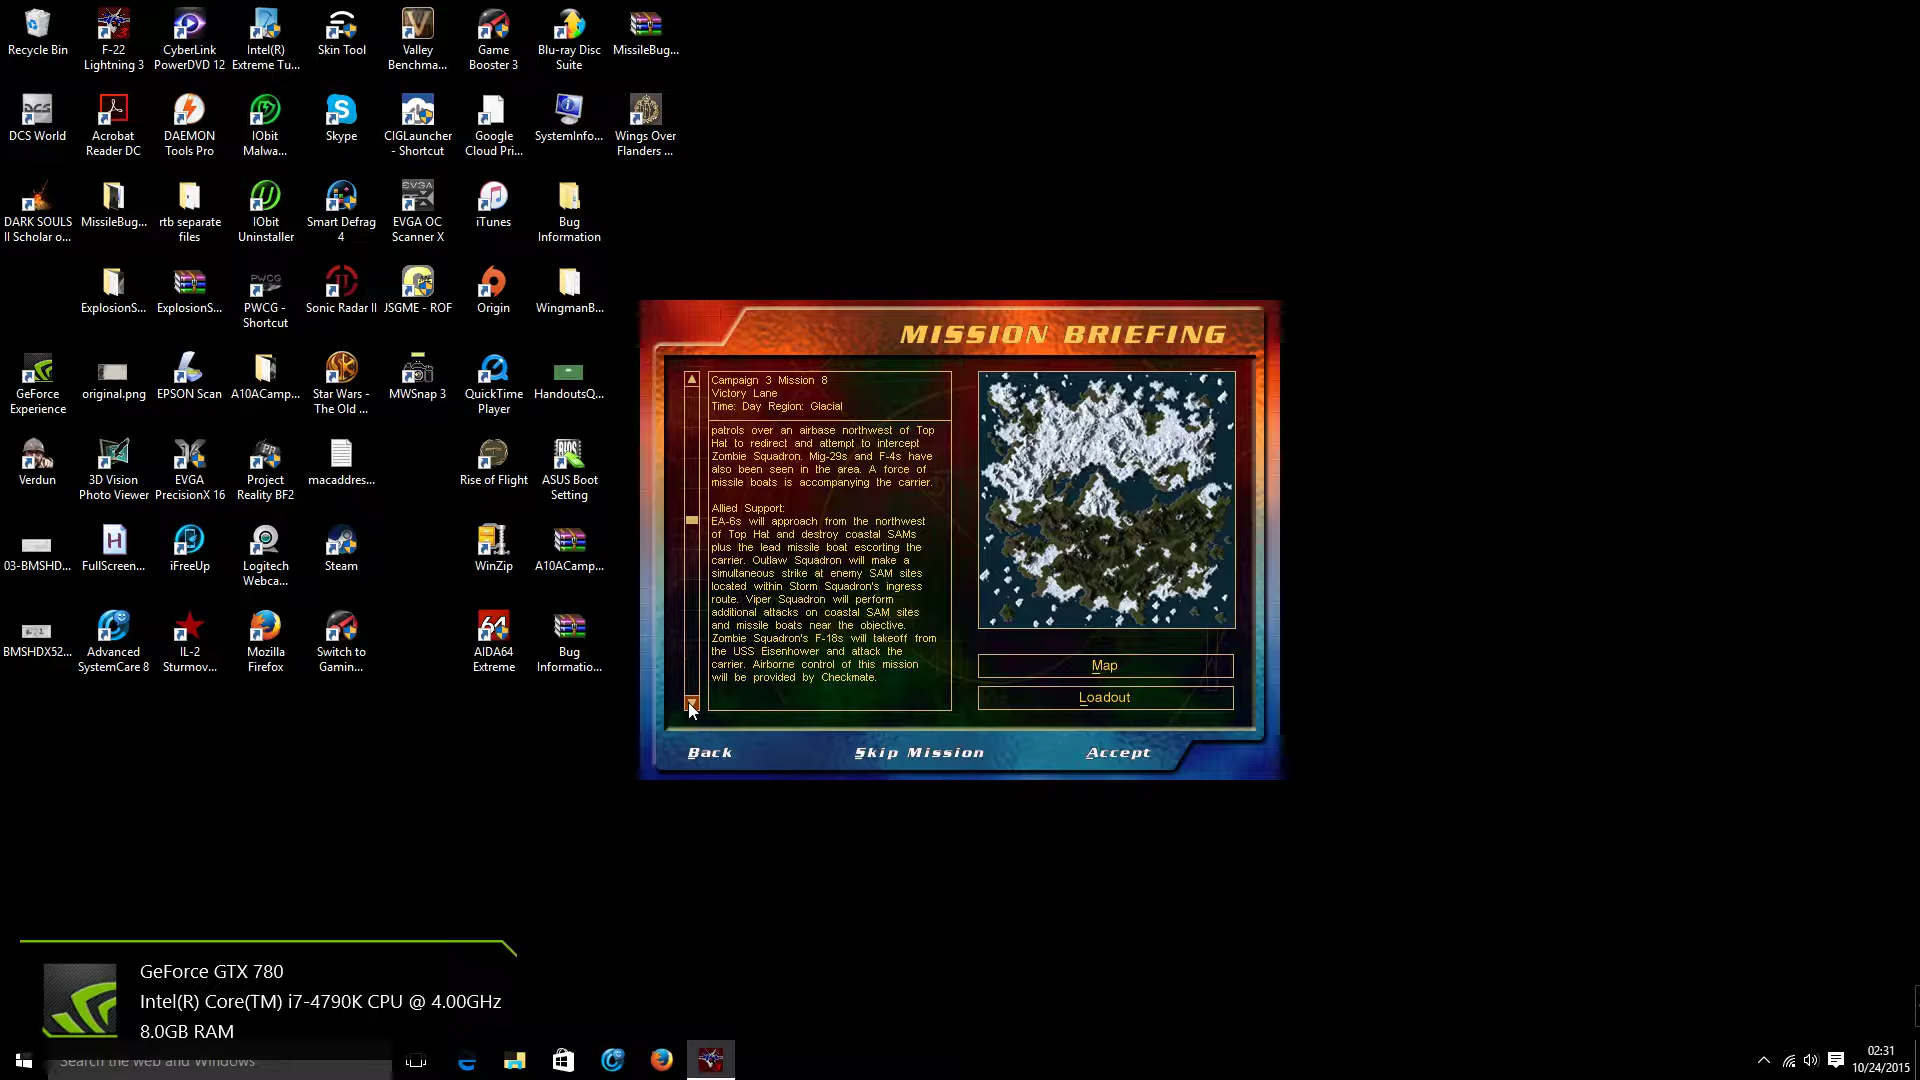 Recycle Bin
F-22
Lightning 3
CyberLink
PowerDVD 12
Intel(R)
Extreme Tu...
Skin Tool
Valley
Benchma...
Game
Booster 3
Blu-ray Disc
Suite
MissileBug...
DCS
DCS World
Acrobat
Reader DC
DAEMON
Tools Pro
IObit
Malwa...
Skype
CIGLauncher
- Shortcut
Google
Cloud Pri...
SystemInfo...
Wings Over
Flanders ...
DARK SOULS
II Scholar o...
MissileBug...
rtb separate
files
IObit
Uninstaller
Smart Defrag
4
EVGA
EVGA OC
Scanner X
iTunes
Bug
Information
ExplosionS...
ExplosionS...
PWCG
PWCG -
Shortcut
Sonic Radar II
JSGME - ROF
Origin
WingmanB...
GeForce
Experience
original.png
EPSON Scan
A10ACamp...
Star Wars -
The Old ...
MWSnap 3
QuickTime
Player
HandoutsQ...
Verdun
3D Vision
Photo Viewer
EVGA
PrecisionX 16
PR
Project
Reality BF2
macaddres...
Rise of Flight
BIOS
ASUS Boot
Setting
03-BMSHD...
FullScreen...
iFreeUp
Logitech
Webca...
Steam
WinZip
A10ACamp...
BMSHDX52...
Advanced
SystemCare 8
IL-2
Sturmov...
Mozilla
Firefox
Switch to
Gamin...
64
AIDA64
Extreme
Bug
Informatio...
MISSION BRIEFING
Campaign 3 Mission 8
Victory Lane
Time: Day Region: Glacial
patrols over an airbase northwest of Top
Hat to redirect and attempt to intercept
Zombie Squadron. Mig-29s and F-4s have
also been seen in the area. A force of
missile boats is accompanying the carrier.
Allied Support:
EA-6s will approach from the northwest
of Top Hat and destroy coastal SAMs
plus the lead missile boat escorting the
carrier. Outlaw Squadron will make a
simultaneous strike at enemy SAM sites
located within Storm Squadron's ingress
route. Viper Squadron will perform
additional attacks on coastal SAM sites
and missile boats near the objective.
Zombie Squadron's F-18s will takeoff from
the USS Eisenhower and attack the
carrier. Airborne control of this mission
will be provided by Checkmate.
Map
Loadout
Back
Skip Mission
Accept
GeForce GTX 780
Intel(R) Core(TM) i7-4790K CPU @ 4.00GHz
8.0GB RAM
Search the web and Windows
02:31
10/24/2015